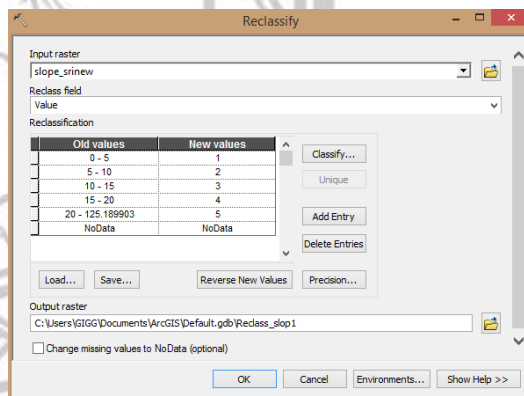 Reclassify
Input raster
slope_srinew
Reclass field
Value
Reclassification
Old values New values
0 - 5 1
5 - 10 2
10 - 15 3
15 - 20 4
20 - 125.189903 5
NoData NoData
Classify...
Unique
Add Entry
Delete Entries
Load... Save... Reverse New Values Precision...
Output raster
C:\Users\GIGG\Documents\ArcGIS\Default.gdb\Reclass_slop1
Change missing values to NoData (optional)
OK Cancel Environments... Show Help >>